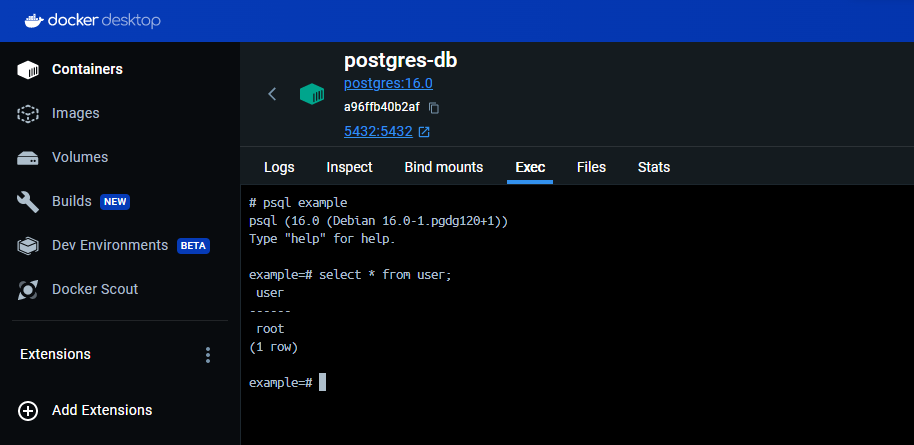 docker desktop
Containers
Images
Volumes
Builds NEW
Dev Environments BETA
Docker Scout
Extensions
Add Extensions
postgres-db
postgres:16.0
a96ffb40b2af
5432:5432
Logs Inspect Bind mounts Exec Files Stats
# psql example
psql (16.0 (Debian 16.0-1.pgdg120+1))
Type "help" for help.
example=# select * from user;
user
------
root
(1 row)
example=#